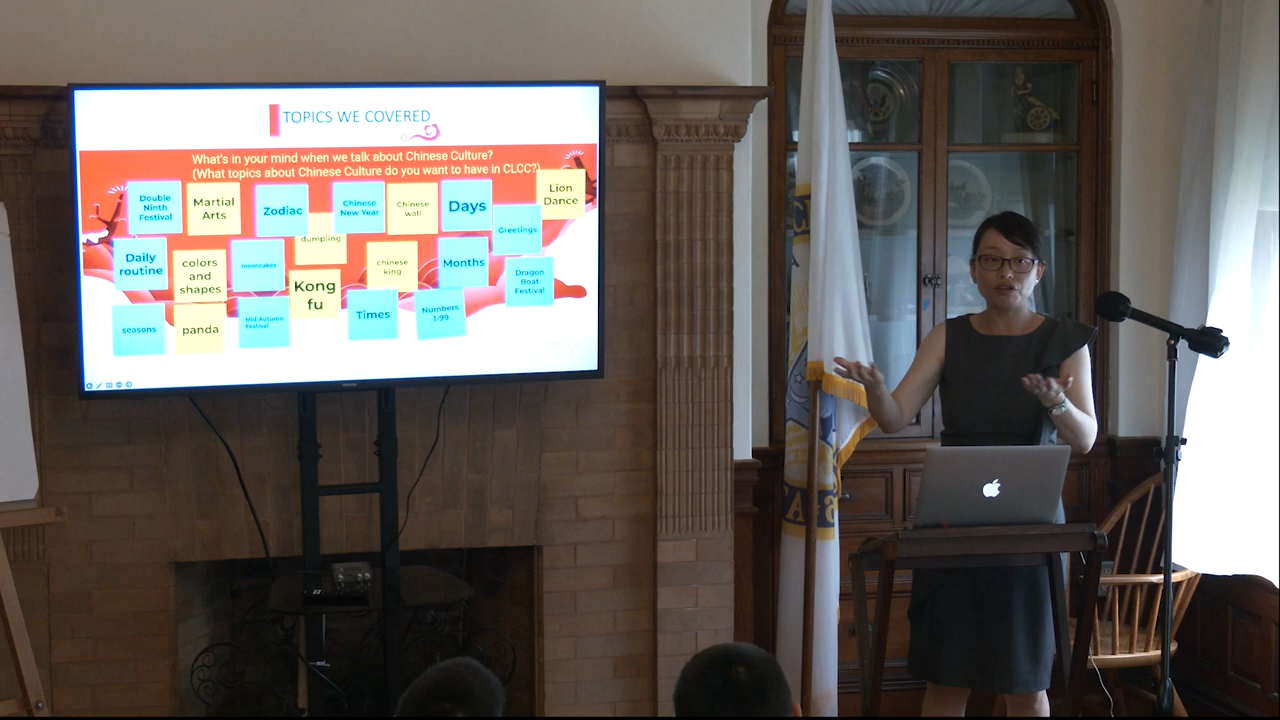 TOPICS WE COVERED
What's in your mind when we talk about Chinese Culture?
(What topics about Chinese Culture do you want to have in CLCC?)
Double
Ninth
Festival
Martial
Arts
Zodiac
dumpling
Chinese
New Year
Chinese
wall
Days
Greetings
Lion
Dance
Daily
routine
colors
and
shapes
mooncakes
Kong
fu
chinese
king
Months
Dragon
Boat
Festival
seasons
panda
Mid-Autumn
Festival
Times
Numbers
1-99